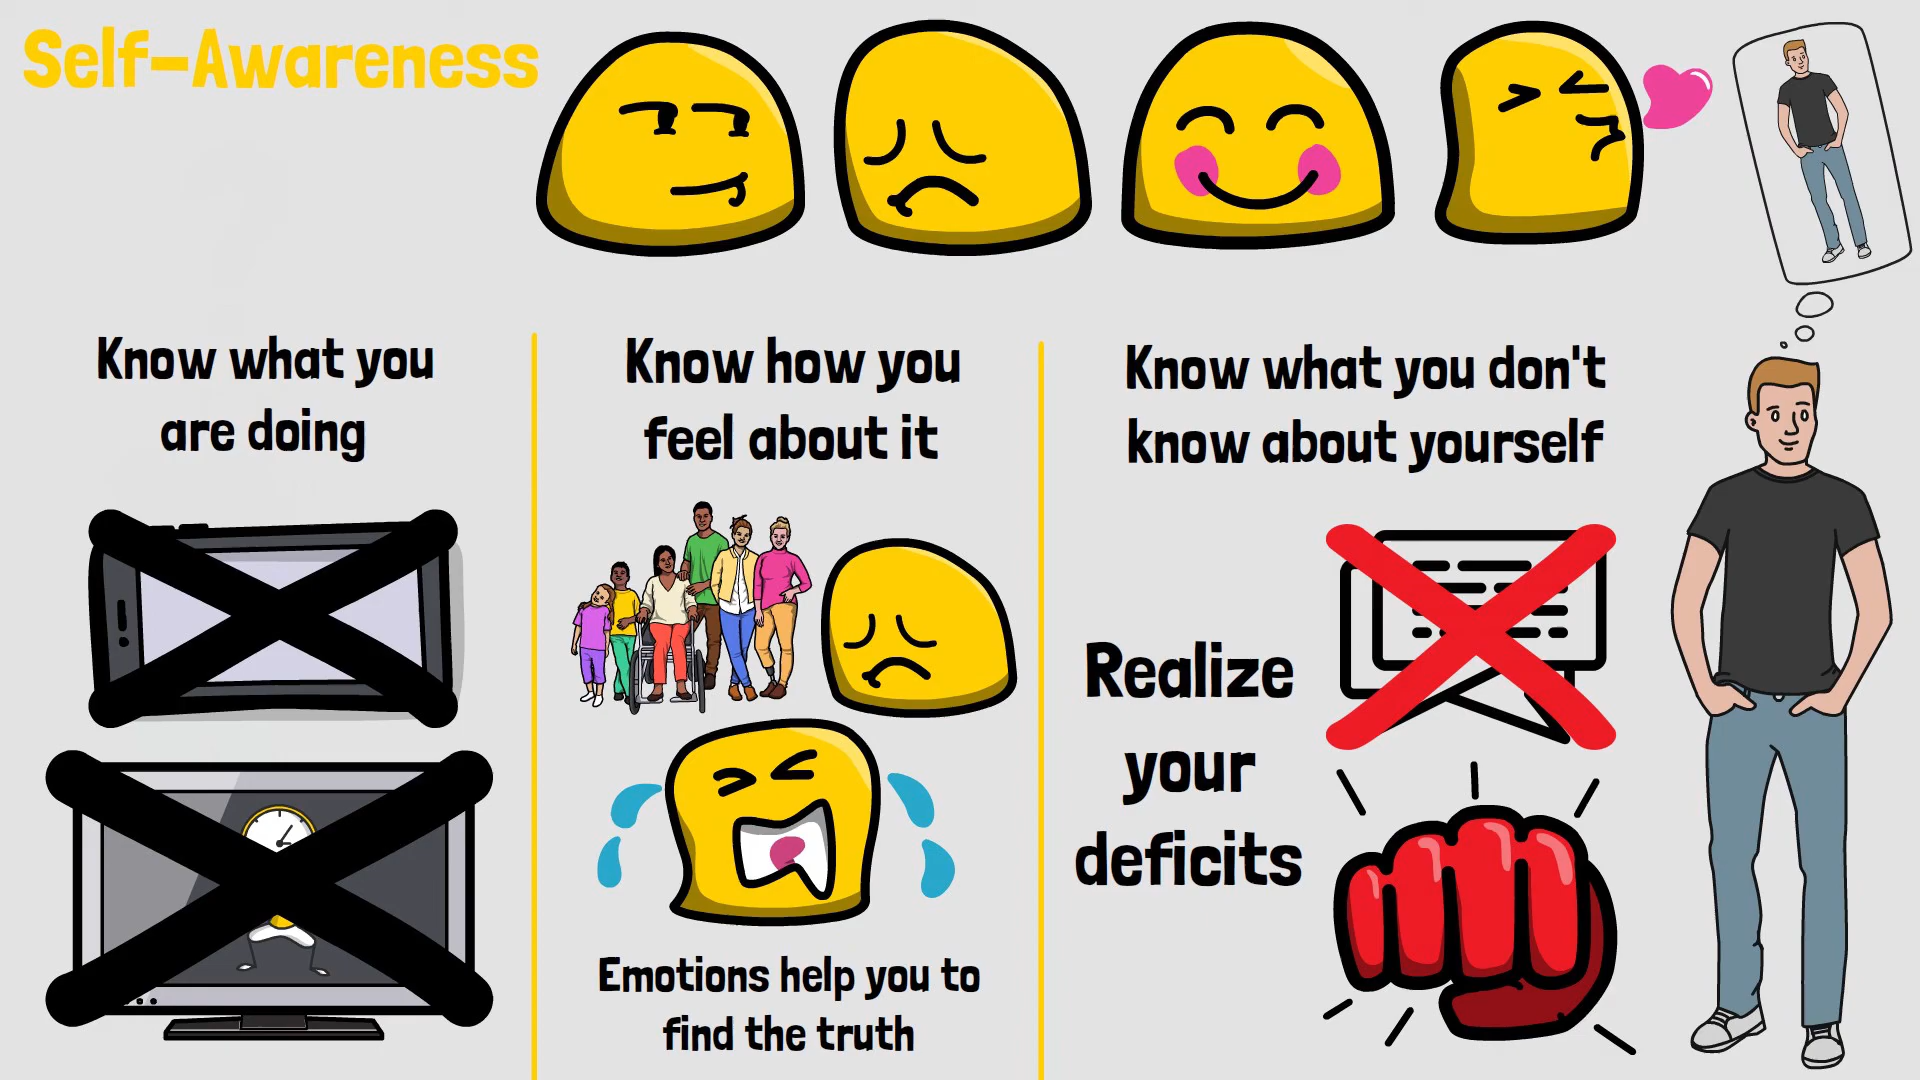 Self-Awareness
Know what you
are doing
Know how you
feel about it
Emotions help you to
find the truth
Know what you don't
know about yourself
Realize
your
deficits